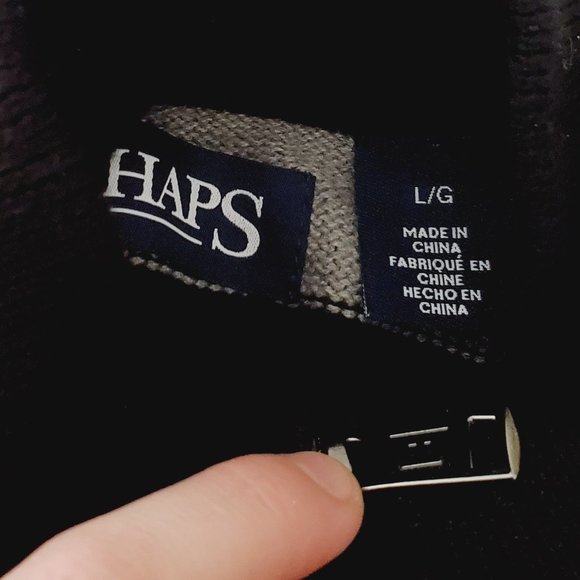 HAPS
L/G
MADE IN
CHINA
FABRIQUÉ EN
CHINE
HECHO EN
CHINA